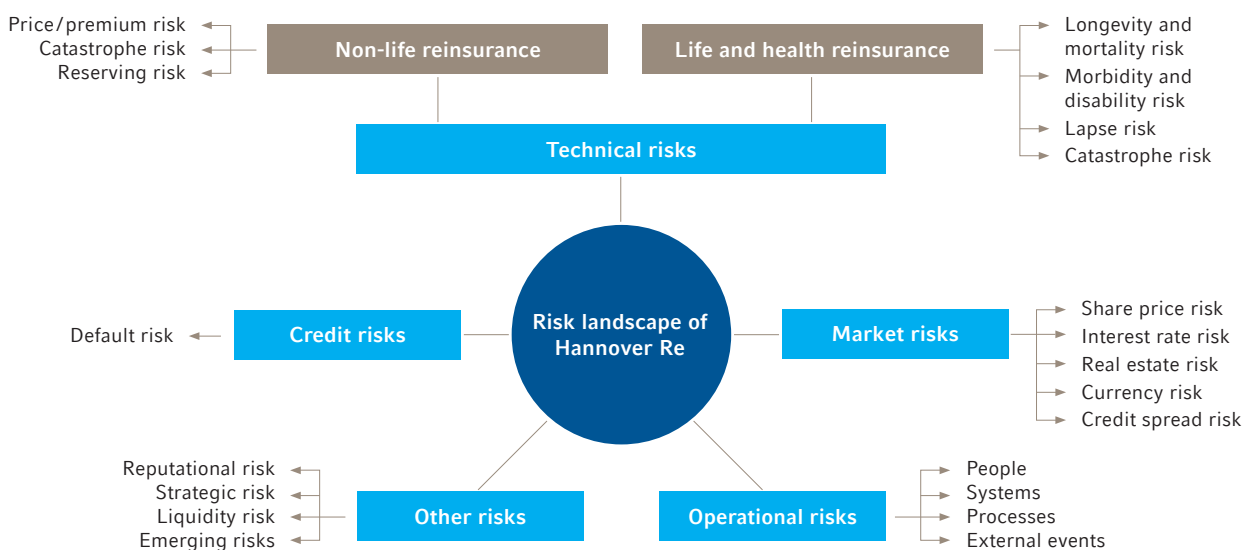 Price/premium risk
Catastrophe risk
Reserving risk
Non-life reinsurance
Life and health reinsurance
Longevity and
mortality risk
Morbidity and
disability risk
Lapse risk
Catastrophe risk
Technical risks
Risk landscape of
Hannover Re
Default risk
Credit risks
Market risks
Share price risk
Interest rate risk
Real estate risk
Currency risk
Credit spread risk
Reputational risk
Strategic risk
Liquidity risk
Emerging risks
Other risks
Operational risks
People
Systems
Processes
External events